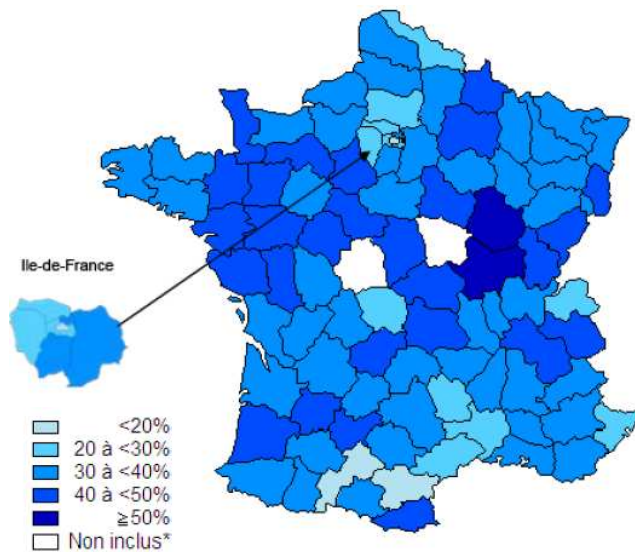 Ile-de-France
<20%
20 à <30%
30 à <40%
40 à <50%
≧50%
Non inclus*